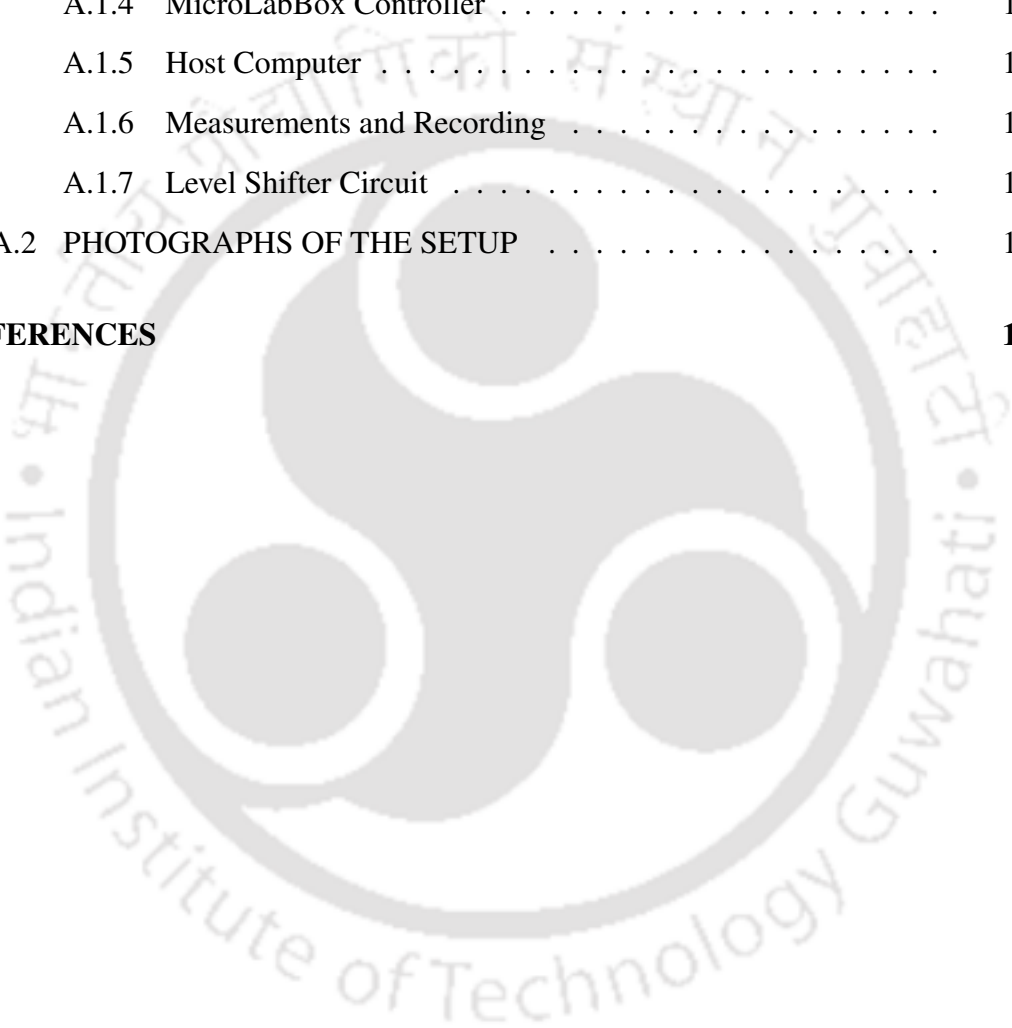 A.1.4 MicroLabBox Controller . . . . . . . . . . . . . . . . . . . . . . 1
A.1.5 Host Computer . . . . . . . . . . . . . . . . . . . . . . . . . . . 1
A.1.6 Measurements and Recording . . . . . . . . . . . . . . . . . . 1
A.1.7 Level Shifter Circuit . . . . . . . . . . . . . . . . . . . . . . . . 1
A.2 PHOTOGRAPHS OF THE SETUP . . . . . . . . . . . . . . . . . . . 1
FERENCES 1
Indian Institute of Technology Guwahati